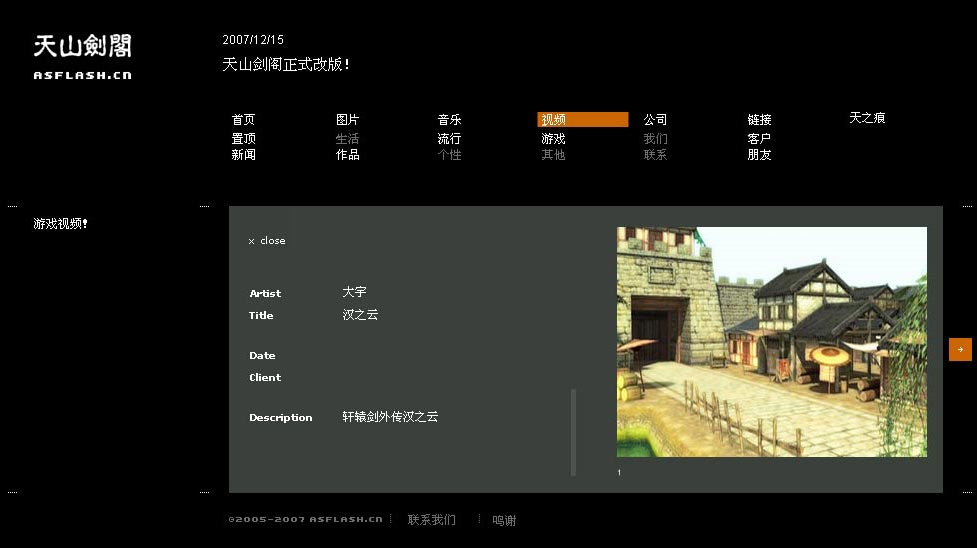 天山劍閣
ASFLASH.CN
2007/12/15
天山剑阁正式改版!
首页 图片 音乐 视频 公司 链接 天之痕
置顶 生活 流行 游戏 我们 客户
新闻 作品 个性 其他 联系 朋友
游戏视频!
× close
Artist 大宇
Title 汉之云
Date
Client
Description 轩辕剑外传汉之云
1
©2005-2007 ASFLASH.CN 联系我们 鸣谢